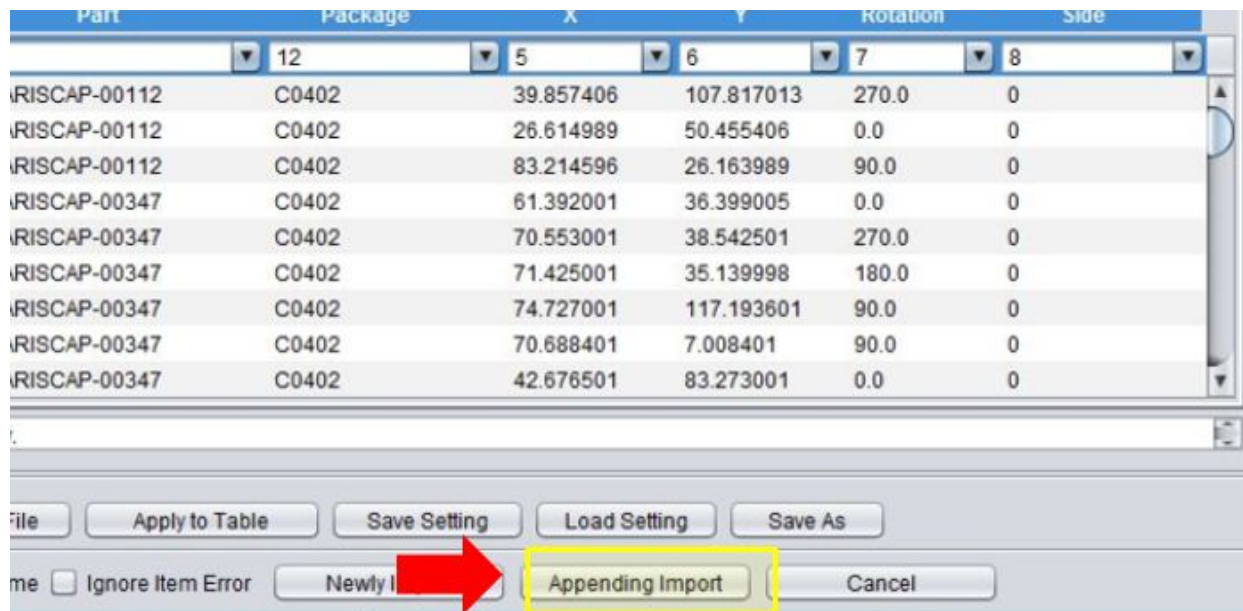 Part Package X Y Rotation Side
12 5 6 7 8
ARISCAP-00112 C0402 39.857406 107.817013 270.0 0
RISCAP-00112 C0402 26.614989 50.455406 0.0 0
RISCAP-00112 C0402 83.214596 26.163989 90.0 0
RISCAP-00347 C0402 61.392001 36.399005 0.0 0
RISCAP-00347 C0402 70.553001 38.542501 270.0 0
RISCAP-00347 C0402 71.425001 35.139998 180.0 0
RISCAP-00347 C0402 74.727001 117.193601 90.0 0
RISCAP-00347 C0402 70.688401 7.008401 90.0 0
ARISCAP-00347 C0402 42.676501 83.273001 0.0 0
File Apply to Table Save Setting Load Setting Save As
me Ignore Item Error Newly Appending Import Cancel